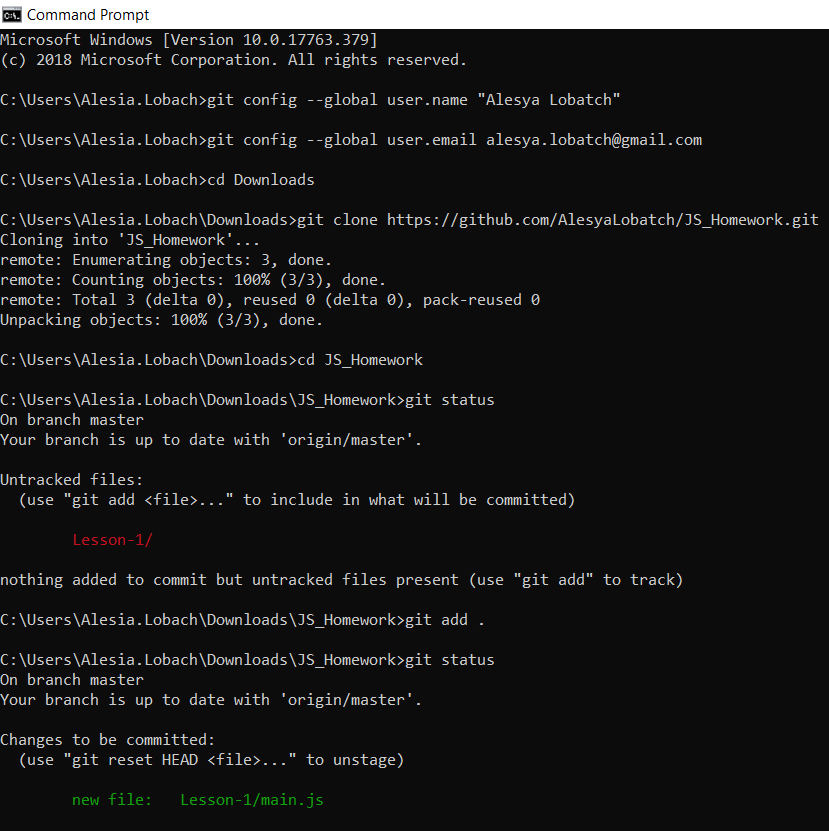 Command Prompt
Microsoft Windows [Version 10.0.17763.379]
(c) 2018 Microsoft Corporation. All rights reserved.
C:\Users\Alesia.Lobach>git config --global user.name "Alesya Lobatch"
C:\Users\Alesia.Lobach>git config --global user.email alesya.lobatch@gmail.com
C:\Users\Alesia.Lobach>cd Downloads
C:\Users\Alesia.Lobach\Downloads>git clone https://github.com/AlesyaLobatch/JS_Homework.git
Cloning into 'JS_Homework'...
remote: Enumerating objects: 3, done.
remote: Counting objects: 100% (3/3), done.
remote: Total 3 (delta 0), reused 0 (delta 0), pack-reused 0
Unpacking objects: 100% (3/3), done.
C:\Users\Alesia.Lobach\Downloads>cd JS_Homework
C:\Users\Alesia.Lobach\Downloads\JS_Homework>git status
On branch master
Your branch is up to date with 'origin/master'.
Untracked files:
  (use "git add <file>..." to include in what will be committed)
        Lesson-1/
nothing added to commit but untracked files present (use "git add" to track)
C:\Users\Alesia.Lobach\Downloads\JS_Homework>git add .
C:\Users\Alesia.Lobach\Downloads\JS_Homework>git status
On branch master
Your branch is up to date with 'origin/master'.
Changes to be committed:
  (use "git reset HEAD <file>..." to unstage)
        new file:   Lesson-1/main.js